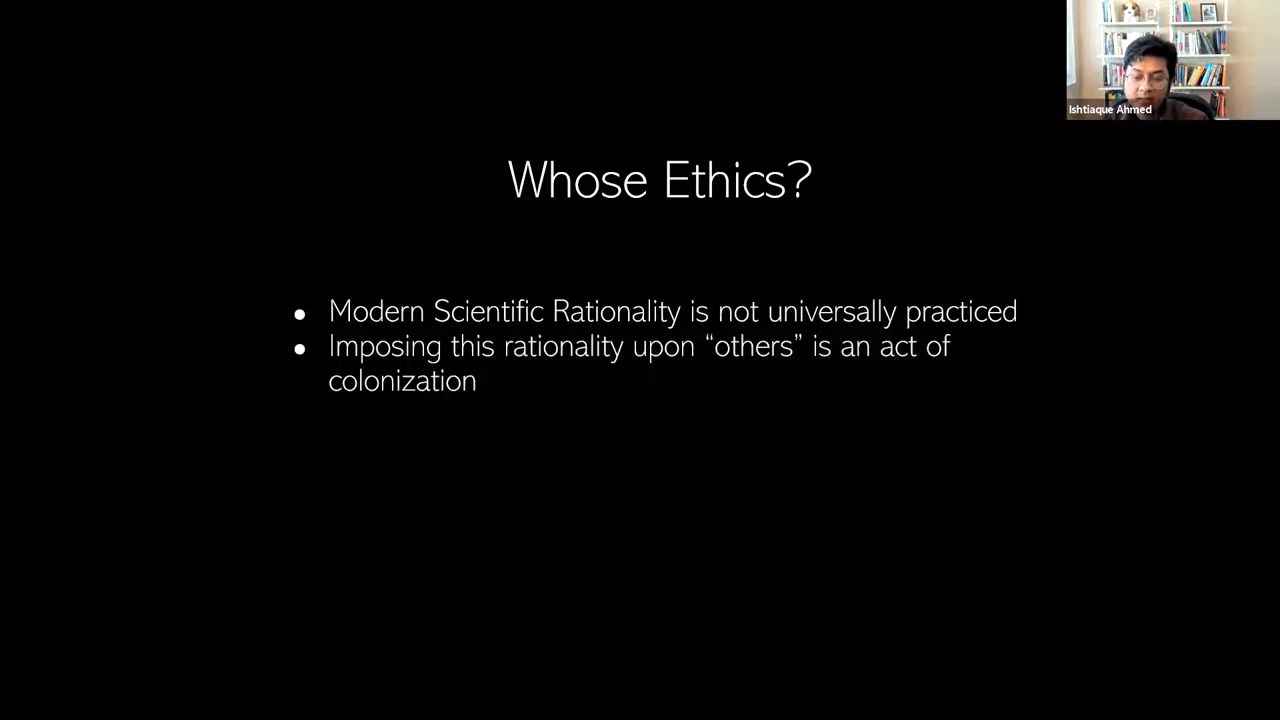 Ishtiaque Ahmed
Whose Ethics?
● Modern Scientific Rationality is not universally practiced
● Imposing this rationality upon “others” is an act of
colonization